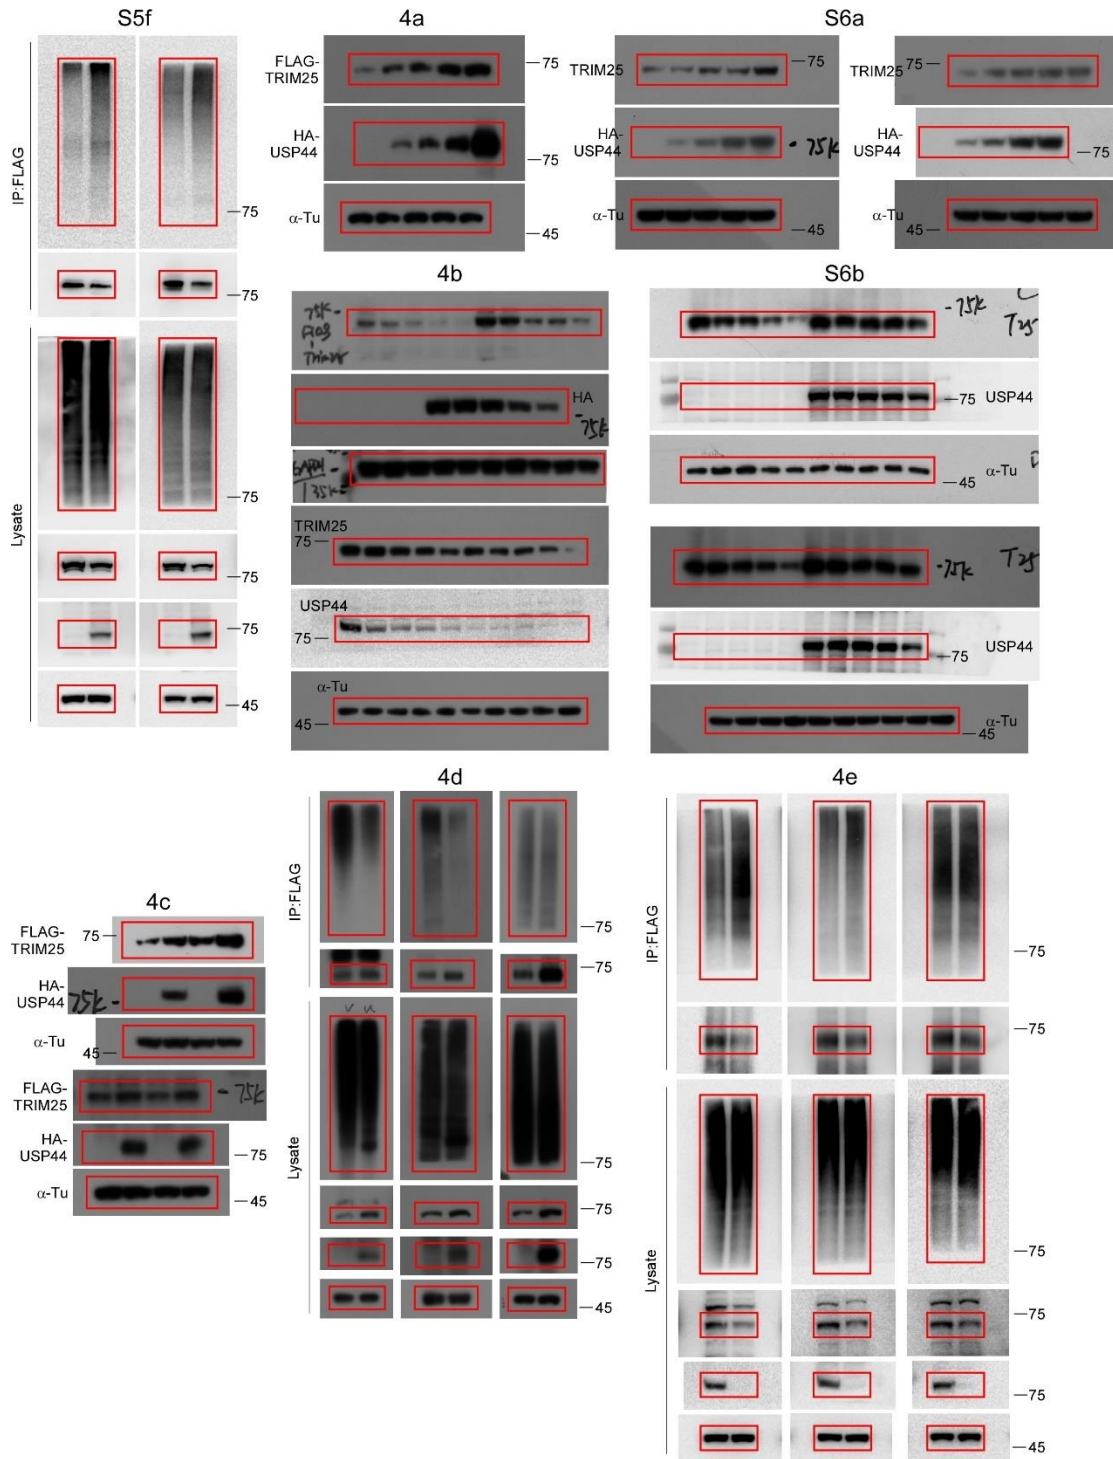 S5f
IP:FLAG
—75
—75
Lysate
—75
—75
—75
—45
4a
FLAG-
TRIM25
—75
HA-
USP44
—75
α-Tu
—45
S6a
TRIM25
—75
HA-
USP44
- 75K
α-Tu
—45
75—
TRIM25
HA-
USP44
—75
α-Tu
45—
4b
75K -
HA
- 75K
GAPDH
35K-
TRIM25
75—
USP44
75—
α-Tu
45—
S6b
-75K
T25
—75 USP44
α-Tu
—45
-75K T25
—75 USP44
α-Tu
—45
4c
FLAG-
TRIM25
75—
HA-
USP44
75K -
α-Tu
45—
FLAG-
TRIM25
- 75K
HA-
USP44
—75
α-Tu
—45
4d
IP:FLAG
—75
—75
Lysate
V U
—75
—75
—75
—45
4e
IP:FLAG
—75
—75
Lysate
—75
—75
—75
—45